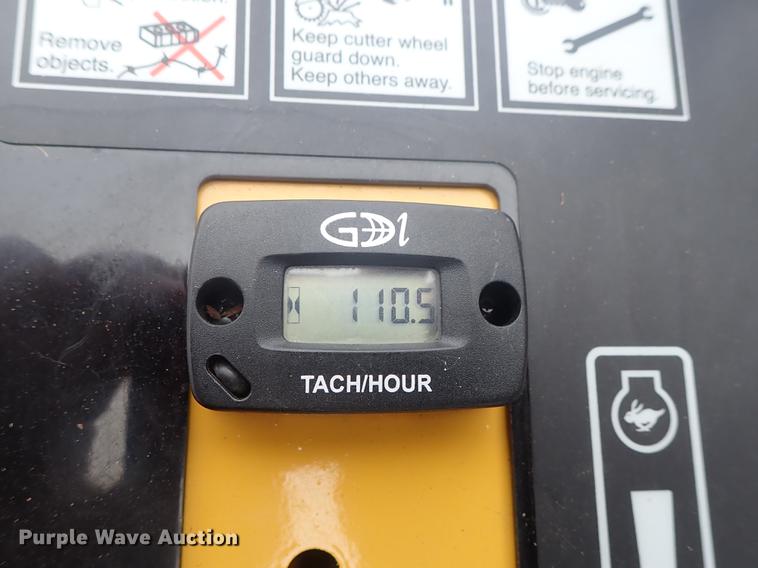 Remove
objects.
Keep cutter wheel
guard down.
Keep others away.
Stop engine
before servicing.
GDI
110.5
TACH/HOUR
Purple Wave Auction